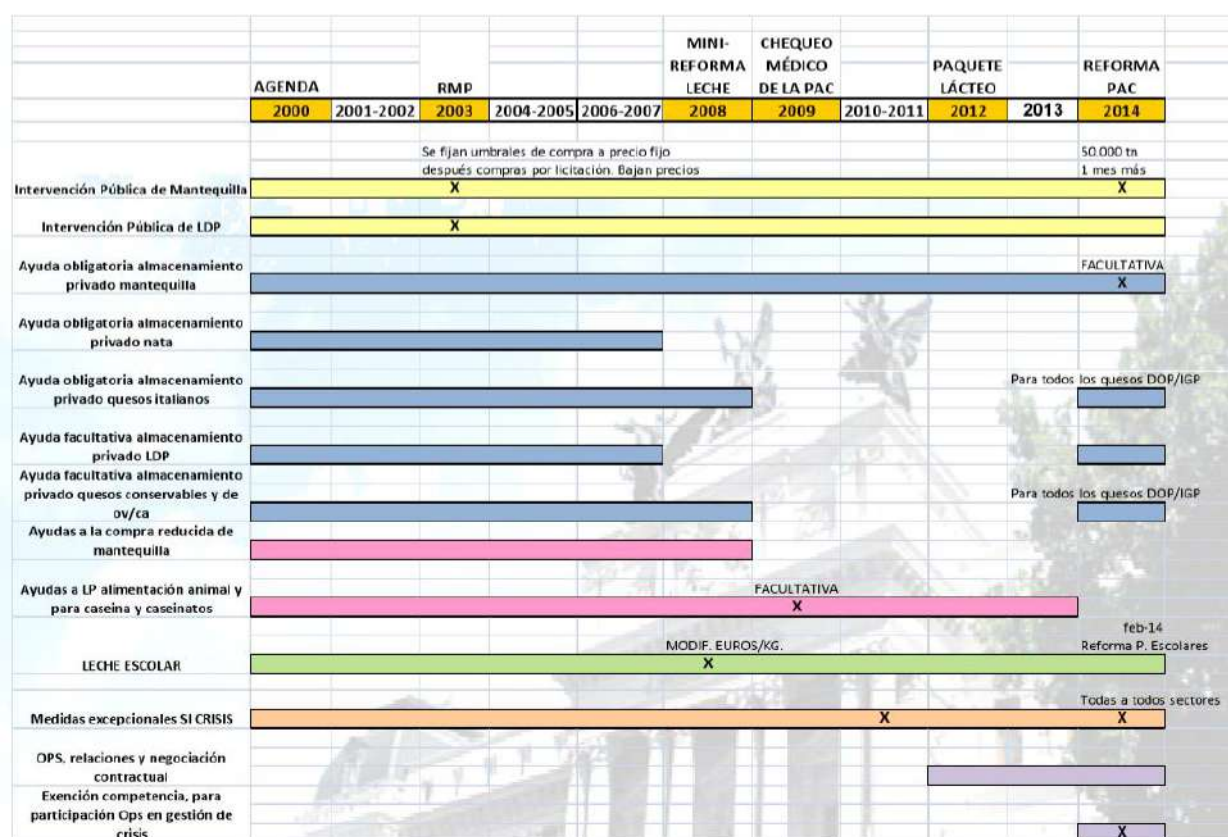 MINI-
REFORMA
LECHE
CHEQUEO
MÉDICO
DE LA PAC
PAQUETE
LÁCTEO
REFORMA
PAC
AGENDA
RMP
2000 2001-2002 2003 2004-2005 2006-2007 2008 2009 2010-2011 2012 2013 2014
Se fijan umbrales de compra a precio fijo
después compras por licitación. Bajan precios
50.000 tn
1 mes más
Intervención Pública de Mantequilla
X X
Intervención Pública de LDP
X
Ayuda obligatoria almacenamiento
privado mantequilla
FACULTATIVA
X
Ayuda obligatoria almacenamiento
privado nata
Ayuda obligatoria almacenamiento
privado quesos italianos
Para todos los quesos DOP/IGP
Ayuda facultativa almacenamiento
privado LDP
Ayuda facultativa almacenamiento
privado quesos conservables y de
ov/ca
Para todos los quesos DOP/IGP
Ayudas a la compra reducida de
mantequilla
Ayudas a LP alimentación animal y
para caseina y caseinatos
FACULTATIVA
X
LECHE ESCOLAR
MODIF. EUROS/KG.
X
feb-14
Reforma P. Escolares
Medidas excepcionales SI CRISIS
X
Todas a todos sectores
X
OPS, relaciones y negociación
contractual
Exención competencia, para
participación Ops en gestión de
crisis
X